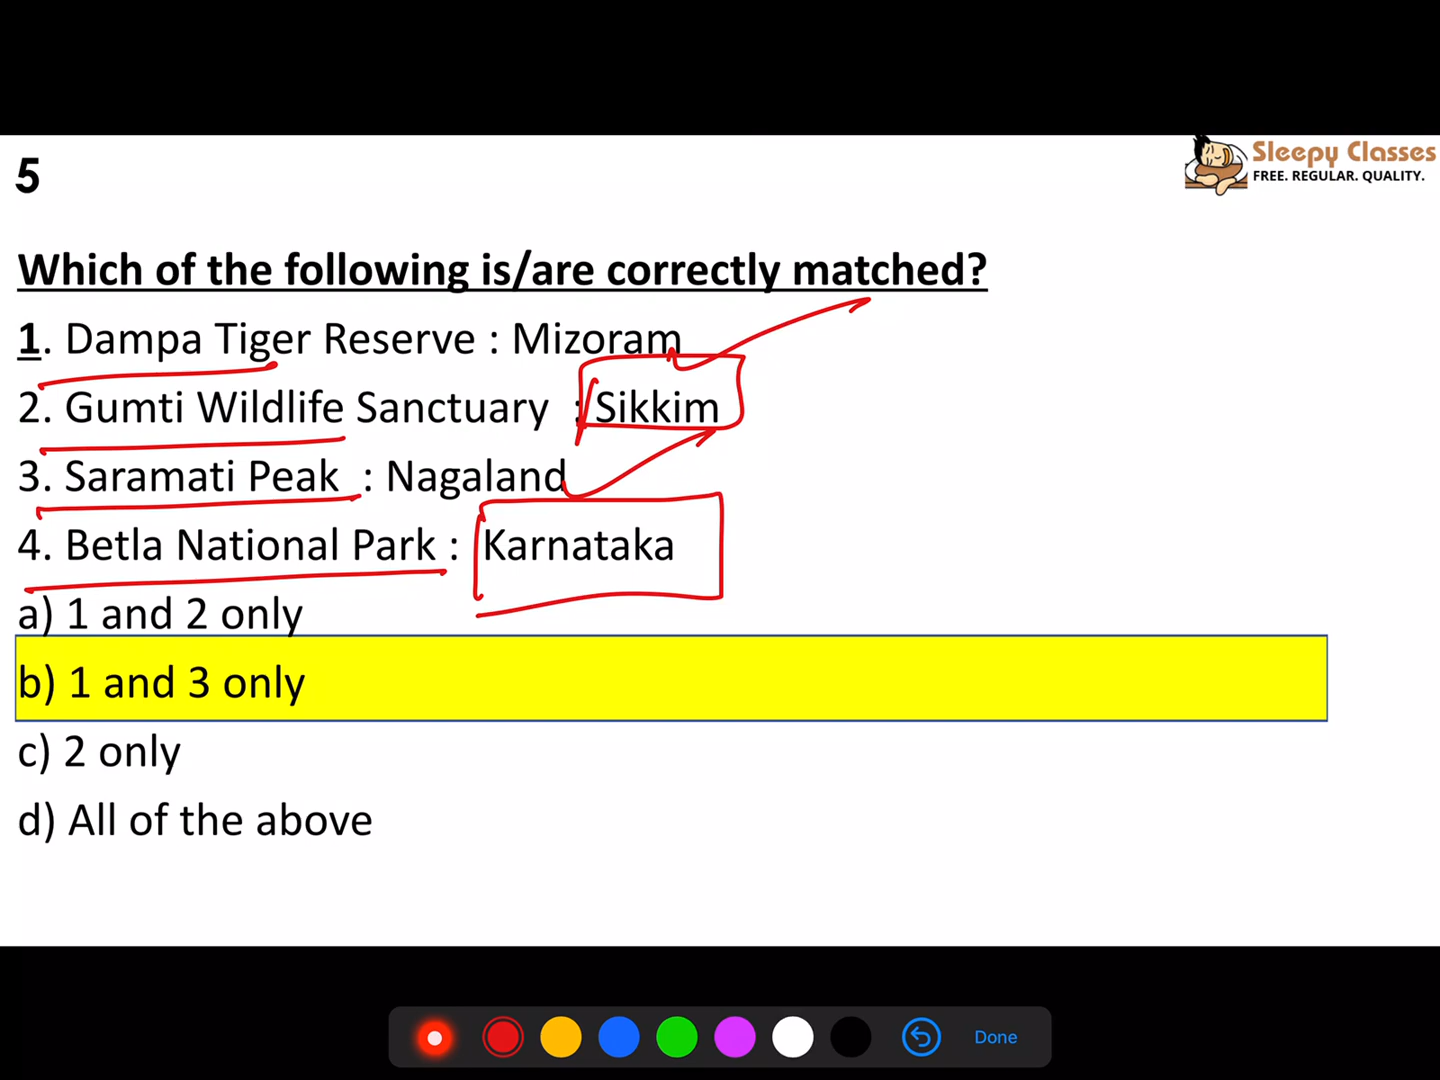 5
Sleepy Classes
FREE. REGULAR. QUALITY.
Which of the following is/are correctly matched?
1. Dampa Tiger Reserve : Mizoram
2. Gumti Wildlife Sanctuary : Sikkim
3. Saramati Peak : Nagaland
4. Betla National Park : Karnataka
a) 1 and 2 only
b) 1 and 3 only
c) 2 only
d) All of the above
Done